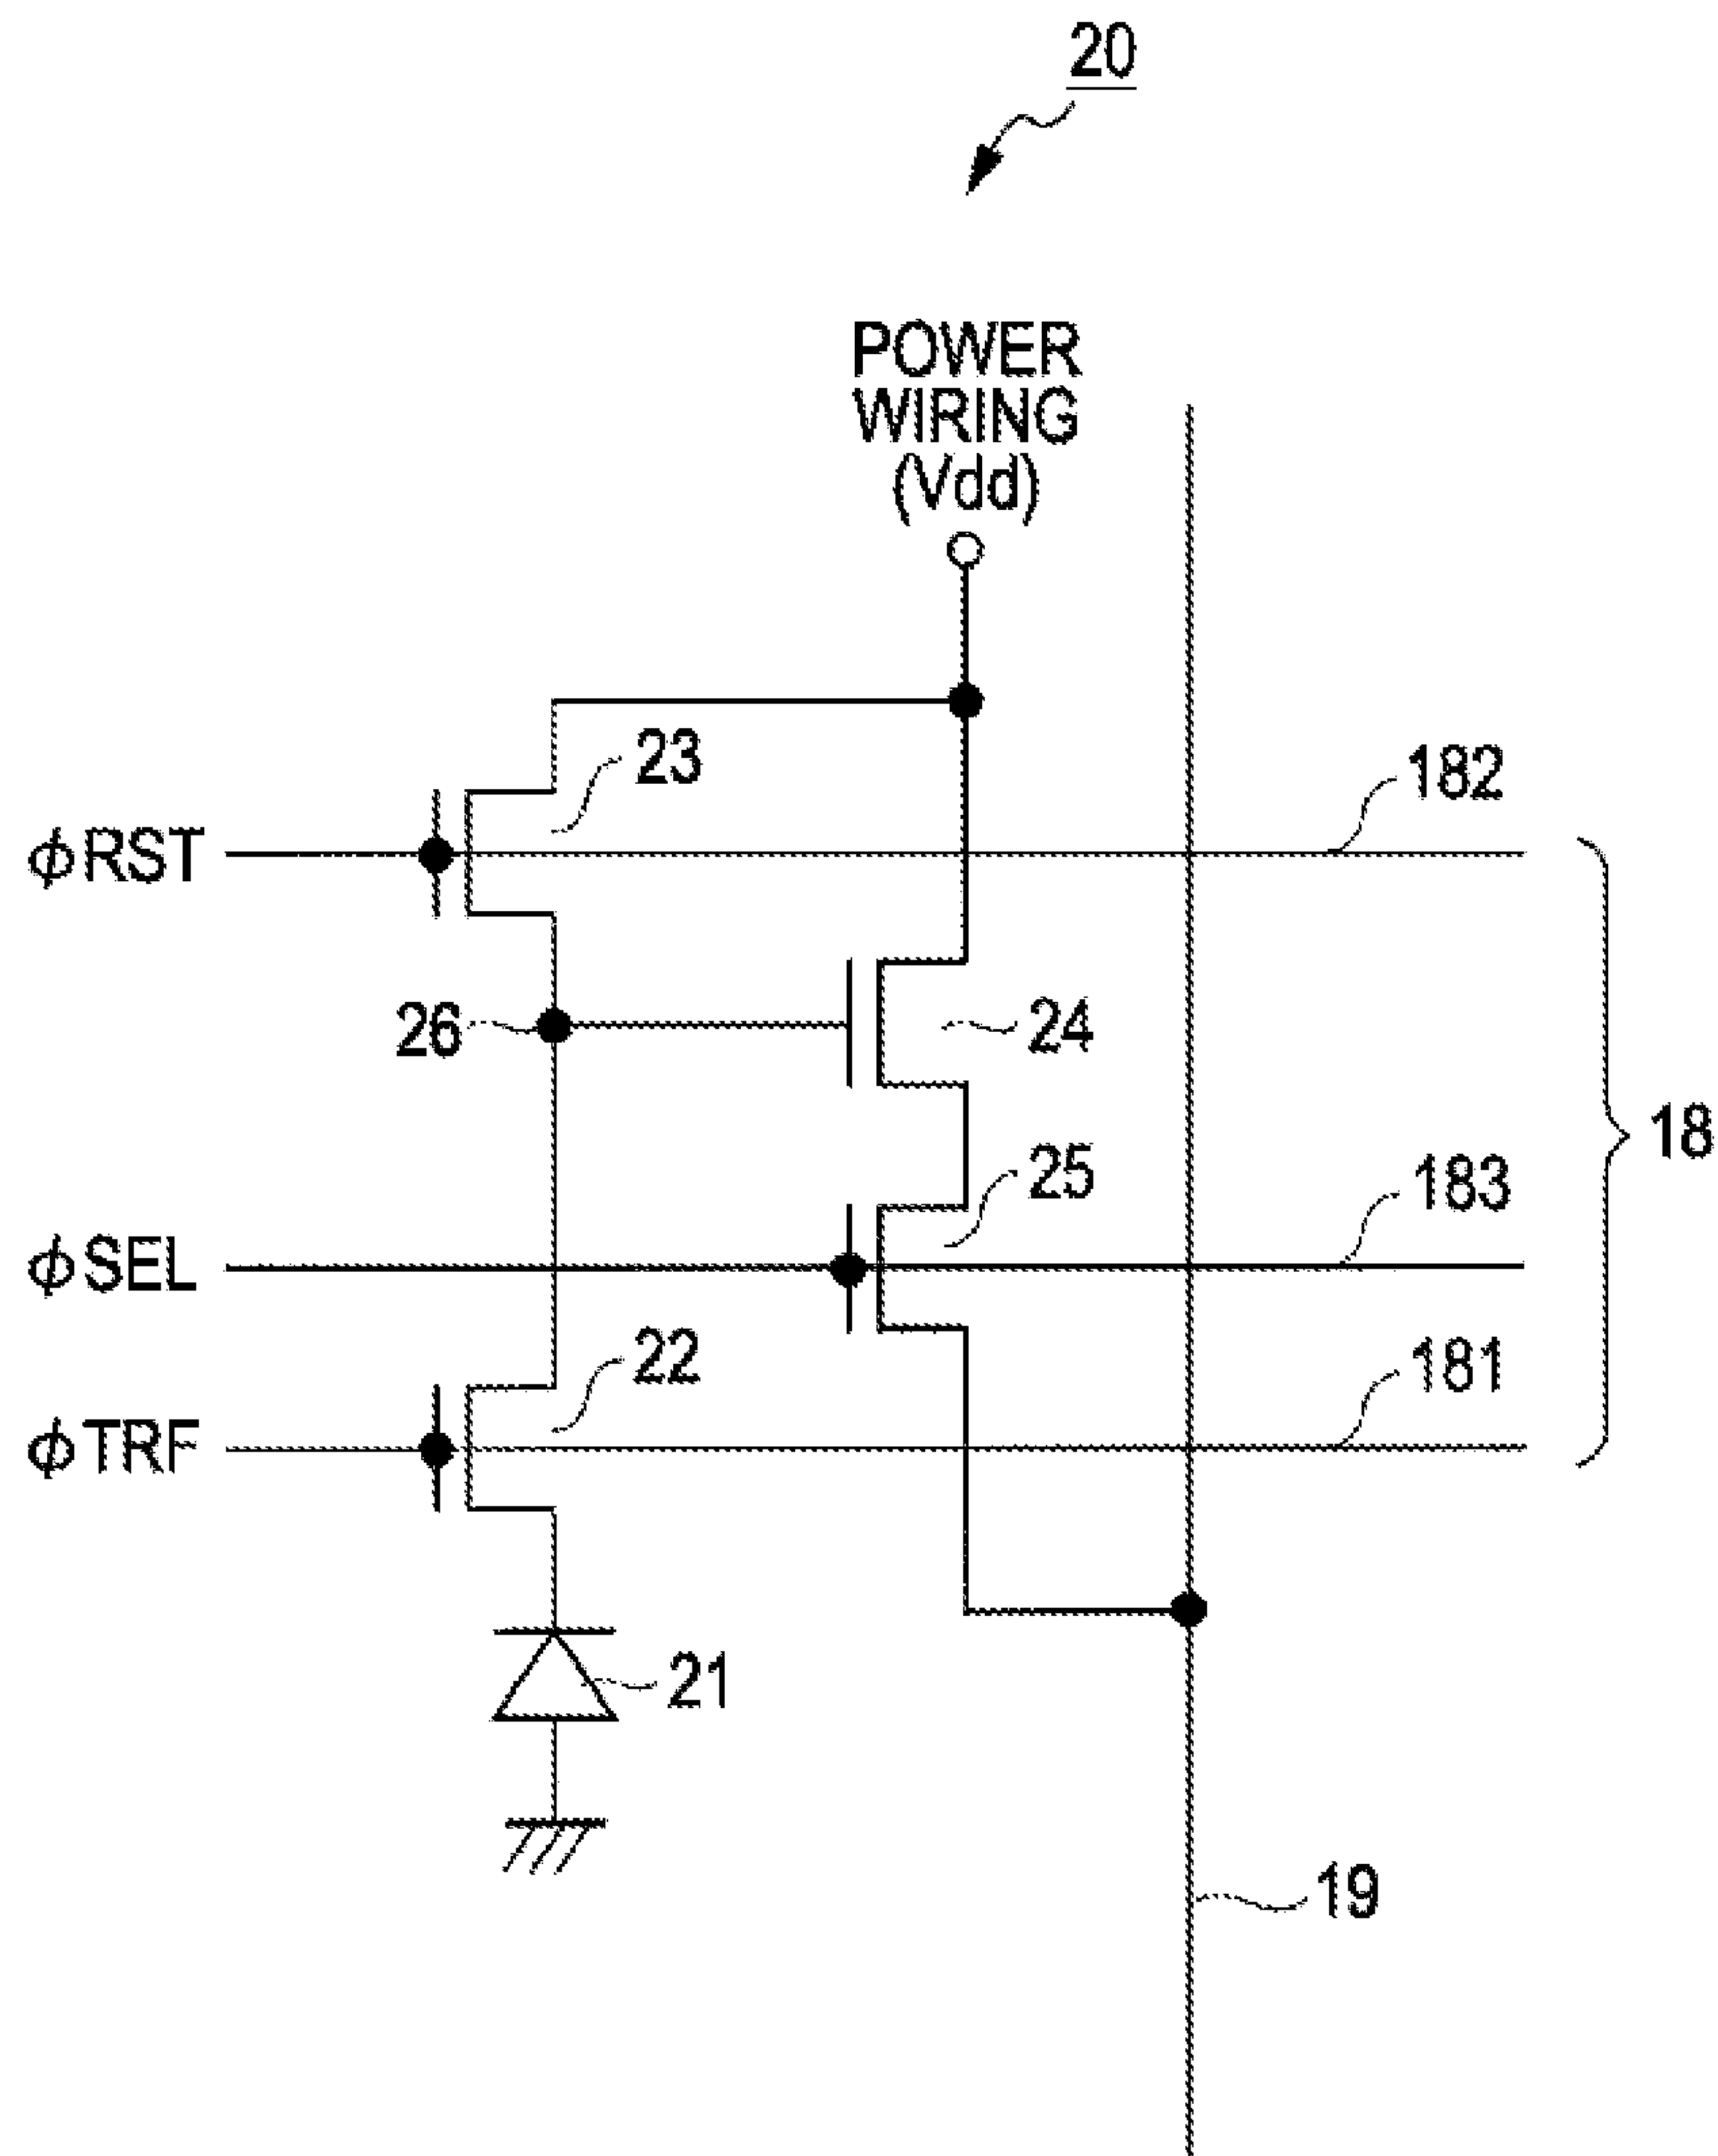 20
POWER
WIRING
(Vdd)
23
182
ϕRST
26
24
18
25
183
ϕSEL
22
181
ϕTRF
21
19